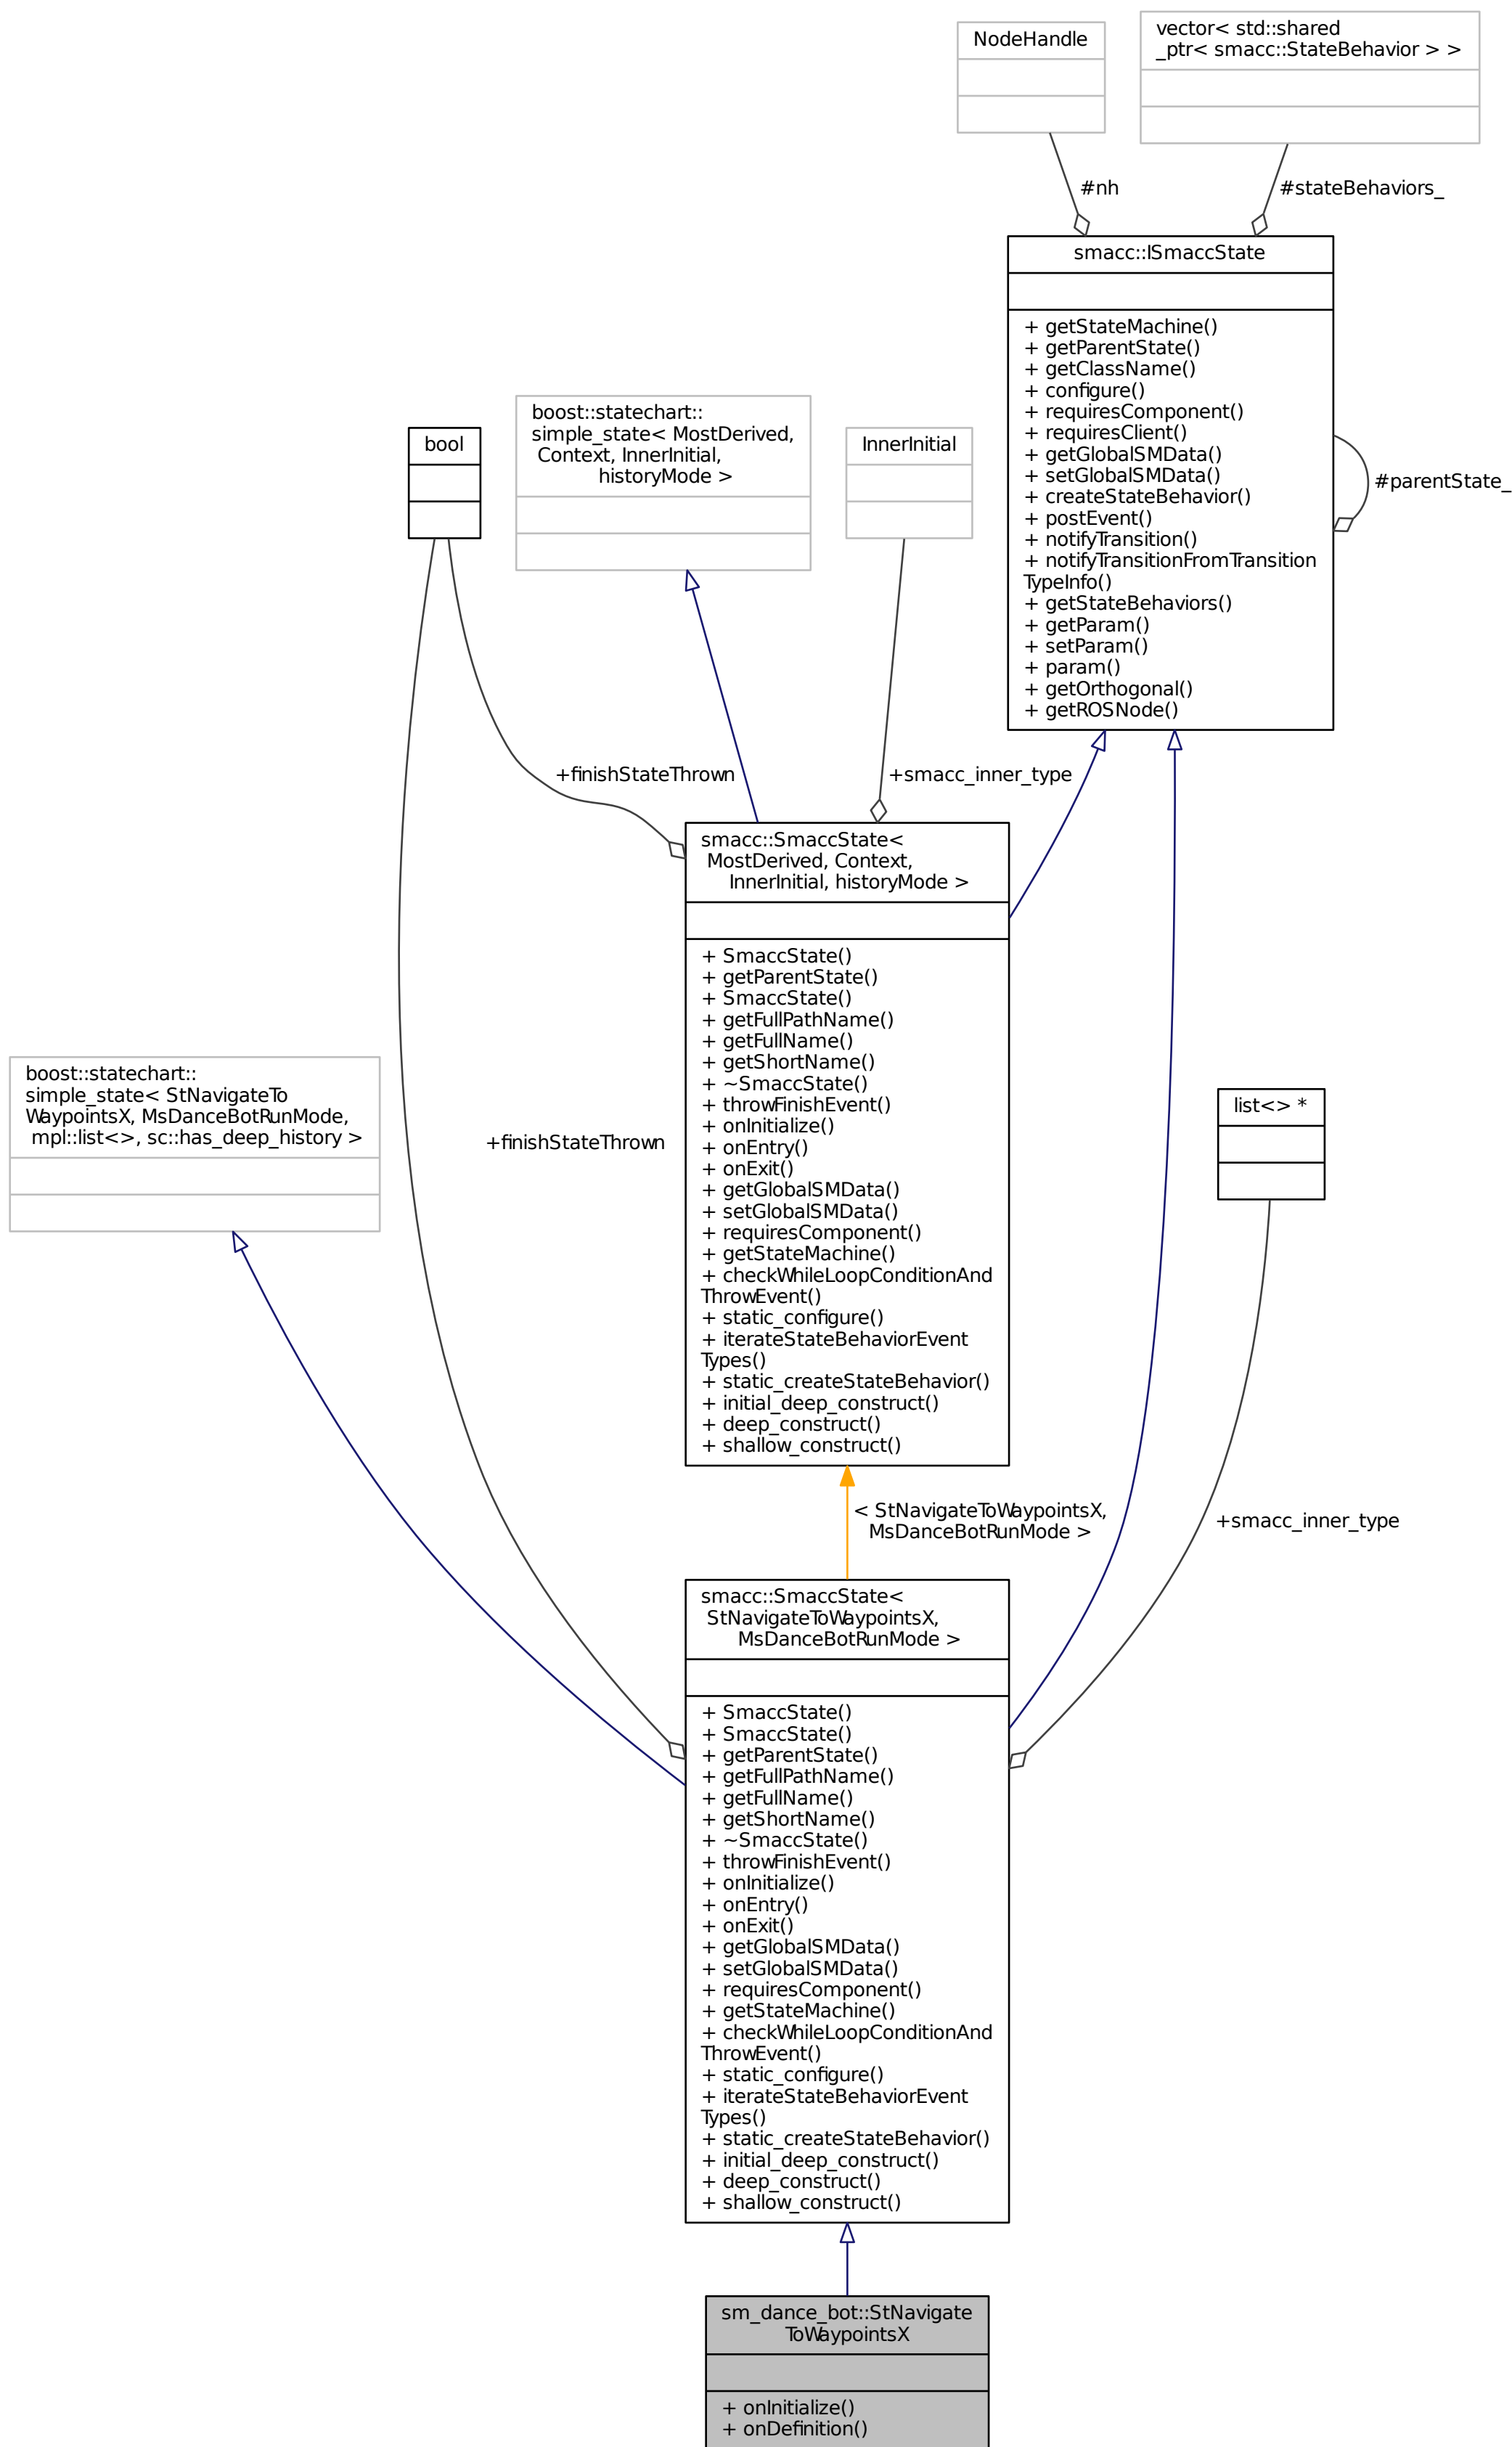 NodeHandle
vector< std::shared
_ptr< smacc::StateBehavior > >
#nh
#stateBehaviors_
smacc::ISmaccState
+ getStateMachine()
+ getParentState()
+ getClassName()
+ configure()
+ requiresComponent()
+ requiresClient()
+ getGlobalSMData()
+ setGlobalSMData()
+ createStateBehavior()
+ postEvent()
+ notifyTransition()
+ notifyTransitionFromTransition
TypeInfo()
+ getStateBehaviors()
+ getParam()
+ setParam()
+ param()
+ getOrthogonal()
+ getROSNode()
#parentState_
bool
boost::statechart::
simple_state< MostDerived,
Context, InnerInitial,
historyMode >
InnerInitial
+finishStateThrown
+smacc_inner_type
smacc::SmaccState<
MostDerived, Context,
InnerInitial, historyMode >
+ SmaccState()
+ getParentState()
+ SmaccState()
+ getFullPathName()
+ getFullName()
+ getShortName()
+ ~SmaccState()
+ throwFinishEvent()
+ onInitialize()
+ onEntry()
+ onExit()
+ getGlobalSMData()
+ setGlobalSMData()
+ requiresComponent()
+ getStateMachine()
+ checkWhileLoopConditionAnd
ThrowEvent()
+ static_configure()
+ iterateStateBehaviorEvent
Types()
+ static_createStateBehavior()
+ initial_deep_construct()
+ deep_construct()
+ shallow_construct()
boost::statechart::
simple_state< StNavigateTo
WaypointsX, MsDanceBotRunMode,
mpl::list<>, sc::has_deep_history >
+finishStateThrown
list<> *
< StNavigateToWaypointsX,
MsDanceBotRunMode >
+smacc_inner_type
smacc::SmaccState<
StNavigateToWaypointsX,
MsDanceBotRunMode >
+ SmaccState()
+ SmaccState()
+ getParentState()
+ getFullPathName()
+ getFullName()
+ getShortName()
+ ~SmaccState()
+ throwFinishEvent()
+ onInitialize()
+ onEntry()
+ onExit()
+ getGlobalSMData()
+ setGlobalSMData()
+ requiresComponent()
+ getStateMachine()
+ checkWhileLoopConditionAnd
ThrowEvent()
+ static_configure()
+ iterateStateBehaviorEvent
Types()
+ static_createStateBehavior()
+ initial_deep_construct()
+ deep_construct()
+ shallow_construct()
sm_dance_bot::StNavigate
ToWaypointsX
+ onInitialize()
+ onDefinition()